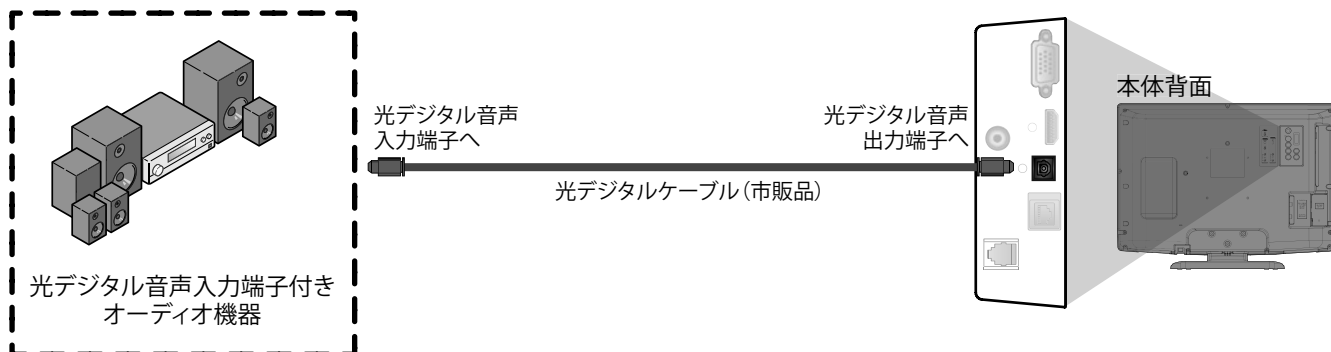 光デジタル音声
入力端子へ
光デジタル音声
出力端子へ
本体背面
光デジタルケーブル（市販品）
光デジタル音声入力端子付き
オーディオ機器